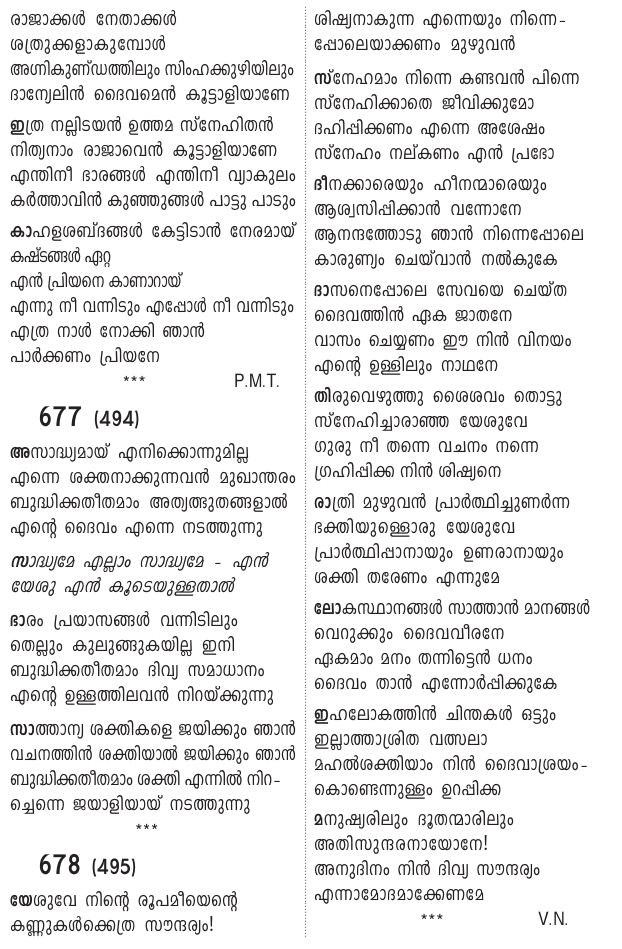 രാജാക്കൾ നേതാക്കൾ
ശത്രുക്കളാകുമ്പോൾ
അഗ്നികുണ്ഡത്തിലും സിംഹക്കുഴിയിലും
ദാന്യേലിൻ ദൈവമെൻ കൂട്ടാളിയാണേ
ഇത്ര നല്ലിടയൻ ഉത്തമ സ്നേഹിതൻ
നിത്യനാം രാജാവെൻ കൂട്ടാളിയാണേ
എന്തിനീ ഭാരങ്ങൾ എന്തിനീ വ്യാകുലം
കർത്താവിൻ കുഞ്ഞുങ്ങൾ പാട്ടു പാടും
കാഹളശബ്ദങ്ങൾ കേട്ടിടാൻ നേരമായ്
കഷ്ടങ്ങൾ ഏറ്റ
എൻ പ്രിയനെ കാണാറായ്
എന്നു നീ വന്നിടും എപ്പോൾ നീ വന്നിടും
എത്ര നാൾ നോക്കി ഞാൻ
പാർക്കണം പ്രിയനേ
*** P.M.T.
677 (494)
അസാദ്ധ്യമായ് എനിക്കൊന്നുമില്ല
എന്നെ ശക്തനാക്കുന്നവൻ മുഖാന്തരം
ബുദ്ധിക്കതീതമാം അത്യത്ഭുതങ്ങളാൽ
എന്റെ ദൈവം എന്നെ നടത്തുന്നു
സാദ്ധ്യമേ എല്ലാം സാദ്ധ്യമേ - എൻ
യേശു എൻ കൂടെയുള്ളതാൽ
ഭാരം പ്രയാസങ്ങൾ വന്നിടിലും
തെല്ലും കുലുങ്ങുകയില്ല ഇനി
ബുദ്ധിക്കതീതമാം ദിവ്യ സമാധാനം
എന്റെ ഉള്ളത്തിലവൻ നിറയ്ക്കുന്നു
സാത്താന്യ ശക്തികളെ ജയിക്കും ഞാൻ
വചനത്തിൻ ശക്തിയാൽ ജയിക്കും ഞാൻ
ബുദ്ധിക്കതീതമാം ശക്തി എന്നിൽ നിറ-
ച്ചെന്നെ ജയാളിയായ് നടത്തുന്നു
***
678 (495)
യേശുവേ നിന്റെ രൂപമീയെന്റെ
കണ്ണുകൾക്കെത്ര സൗന്ദര്യം!
ശിഷ്യനാകുന്ന എന്നെയും നിന്നെ-
പ്പോലെയാക്കണം മുഴുവൻ
സ്നേഹമാം നിന്നെ കണ്ടവൻ പിന്നെ
സ്നേഹിക്കാതെ ജീവിക്കുമോ
ദഹിപ്പിക്കണം എന്നെ അശേഷം
സ്നേഹം നല്കണം എൻ പ്രഭോ
ദീനക്കാരെയും ഹീനന്മാരെയും
ആശ്വസിപ്പിക്കാൻ വന്നോനേ
ആനന്ദത്തോടു ഞാൻ നിന്നെപ്പോലെ
കാരുണ്യം ചെയ്‌വാൻ നൽകുകേ
ദാസനെപ്പോലെ സേവയെ ചെയ്ത
ദൈവത്തിൻ ഏക ജാതനേ
വാസം ചെയ്യണം ഈ നിൻ വിനയം
എന്റെ ഉള്ളിലും നാഥനേ
തിരുവെഴുത്തു ശൈശവം തൊട്ടു
സ്നേഹിച്ചാരാഞ്ഞ യേശുവേ
ഗുരു നീ തന്നെ വചനം നന്നെ
ഗ്രഹിപ്പിക്ക നിൻ ശിഷ്യനെ
രാത്രി മുഴുവൻ പ്രാർത്ഥിച്ചുണർന്ന
ഭക്തിയുള്ളൊരു യേശുവേ
പ്രാർത്ഥിപ്പാനായും ഉണരാനായും
ശക്തി തരേണം എന്നുമേ
ലോകസ്ഥാനങ്ങൾ സാത്താൻ മാനങ്ങൾ
വെറുക്കും ദൈവവീരനേ
ഏകമാം മനം തന്നിട്ടെൻ ധനം
ദൈവം താൻ എന്നോർപ്പിക്കുകേ
ഇഹലോകത്തിൻ ചിന്തകൾ ഒട്ടും
ഇല്ലാത്താശ്രിത വത്സലാ
മഹൽശക്തിയാം നിൻ ദൈവാശ്രയം-
കൊണ്ടെന്നുള്ളം ഉറപ്പിക്ക
മനുഷ്യരിലും ദൂതന്മാരിലും
അതിസുന്ദരനായോനേ!
അനുദിനം നിൻ ദിവ്യ സൗന്ദര്യം
എന്നാമോദമാക്കേണമേ
*** V.N.